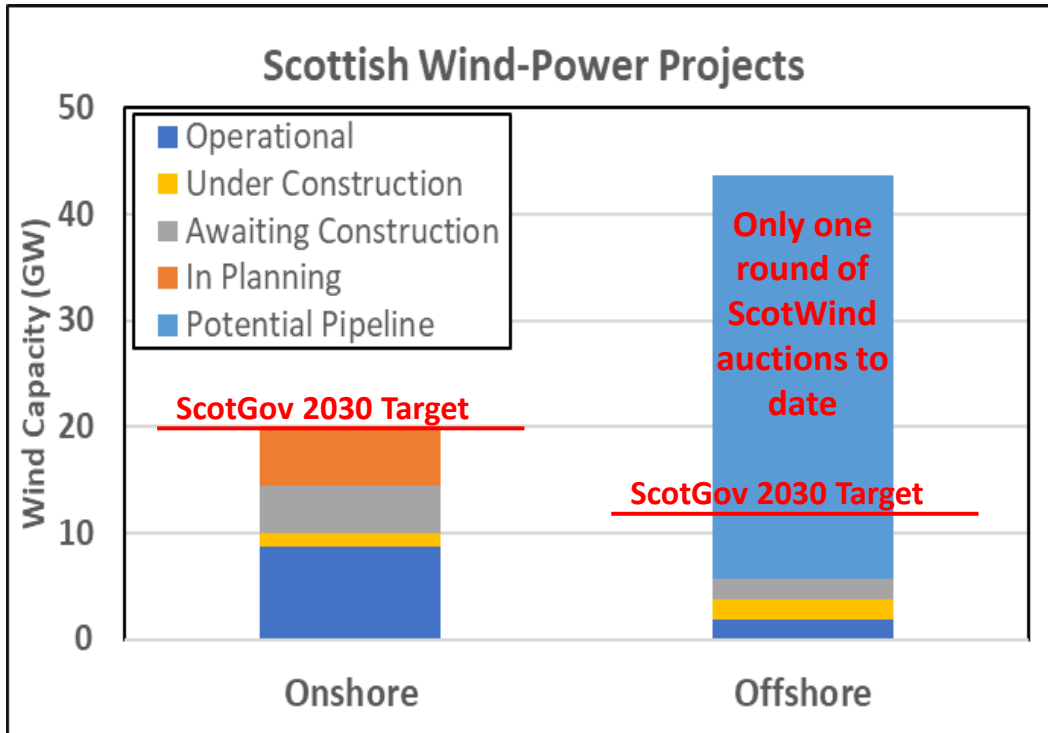 Scottish Wind-Power Projects
Wind Capacity (GW)
50
40
30
20
10
0
Operational
Under Construction
Awaiting Construction
In Planning
Potential Pipeline
Only one
round of
ScotWind
auctions to
date
ScotGov 2030 Target
ScotGov 2030 Target
Onshore
Offshore